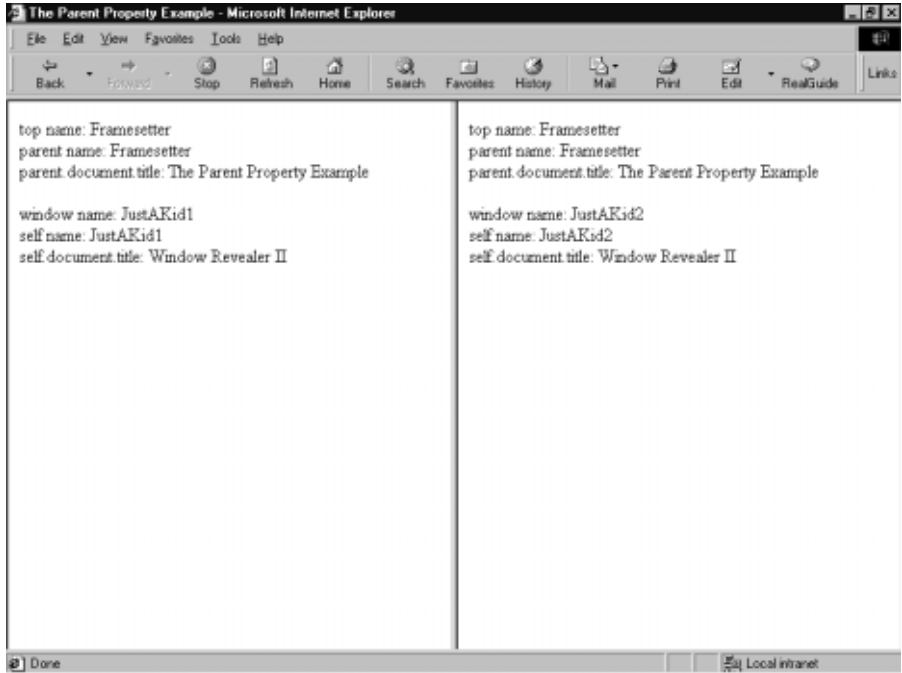 The Parent Property Example - Microsoft Internet Explorer
File Edit View Favorites Tools Help
Back Forward Stop Refresh Home Search Favorites History Mail Print Edit RealGuide Links
top name: Framesetter
parent name: Framesetter
parent.document.title: The Parent Property Example
window name: JustAKid1
self name: JustAKid1
self.document.title: Window Revealer II
top name: Framesetter
parent name: Framesetter
parent.document.title: The Parent Property Example
window name: JustAKid2
self name: JustAKid2
self.document.title: Window Revealer II
Done
Local intranet